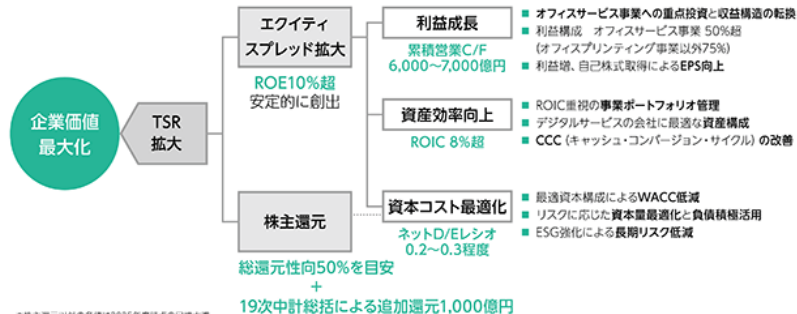 企業価値
最大化
TSR
拡大
エクイティ
スプレッド拡大
ROE10%超
安定的に創出
株主還元
総還元性向50%を目安
+
19次中計総括による追加還元1,000億円
利益成長
累積営業C/F
6,000～7,000億円
■ オフィスサービス事業への重点投資と収益構造の転換
■ 利益構成 オフィスサービス事業 50%超
(オフィスプリンティング事業以外75%)
■ 利益増、自己株式取得によるEPS向上
資産効率向上
ROIC 8%超
■ ROIC重視の事業ポートフォリオ管理
■ デジタルサービスの会社に最適な資産構成
■ CCC (キャッシュ・コンバージョン・サイクル) の改善
資本コスト最適化
ネットD/Eレシオ
0.2～0.3程度
■ 最適資本構成によるWACC低減
■ リスクに応じた資本量最適化と負債積極活用
■ ESG強化による長期リスク低減